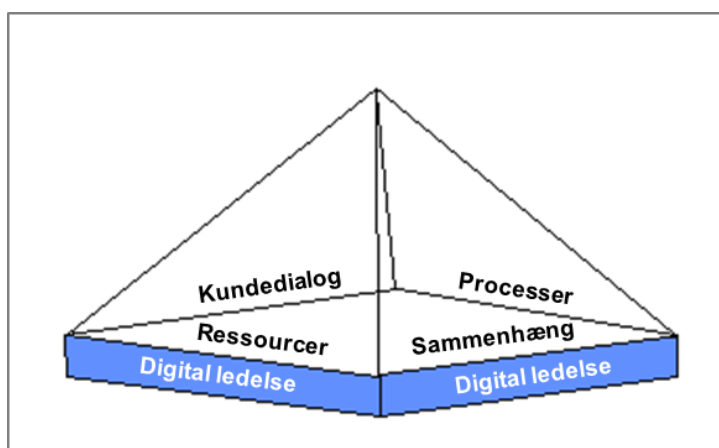 Kundedialog
Processer
Ressourcer
Sammenhæng
Digital ledelse
Digital ledelse